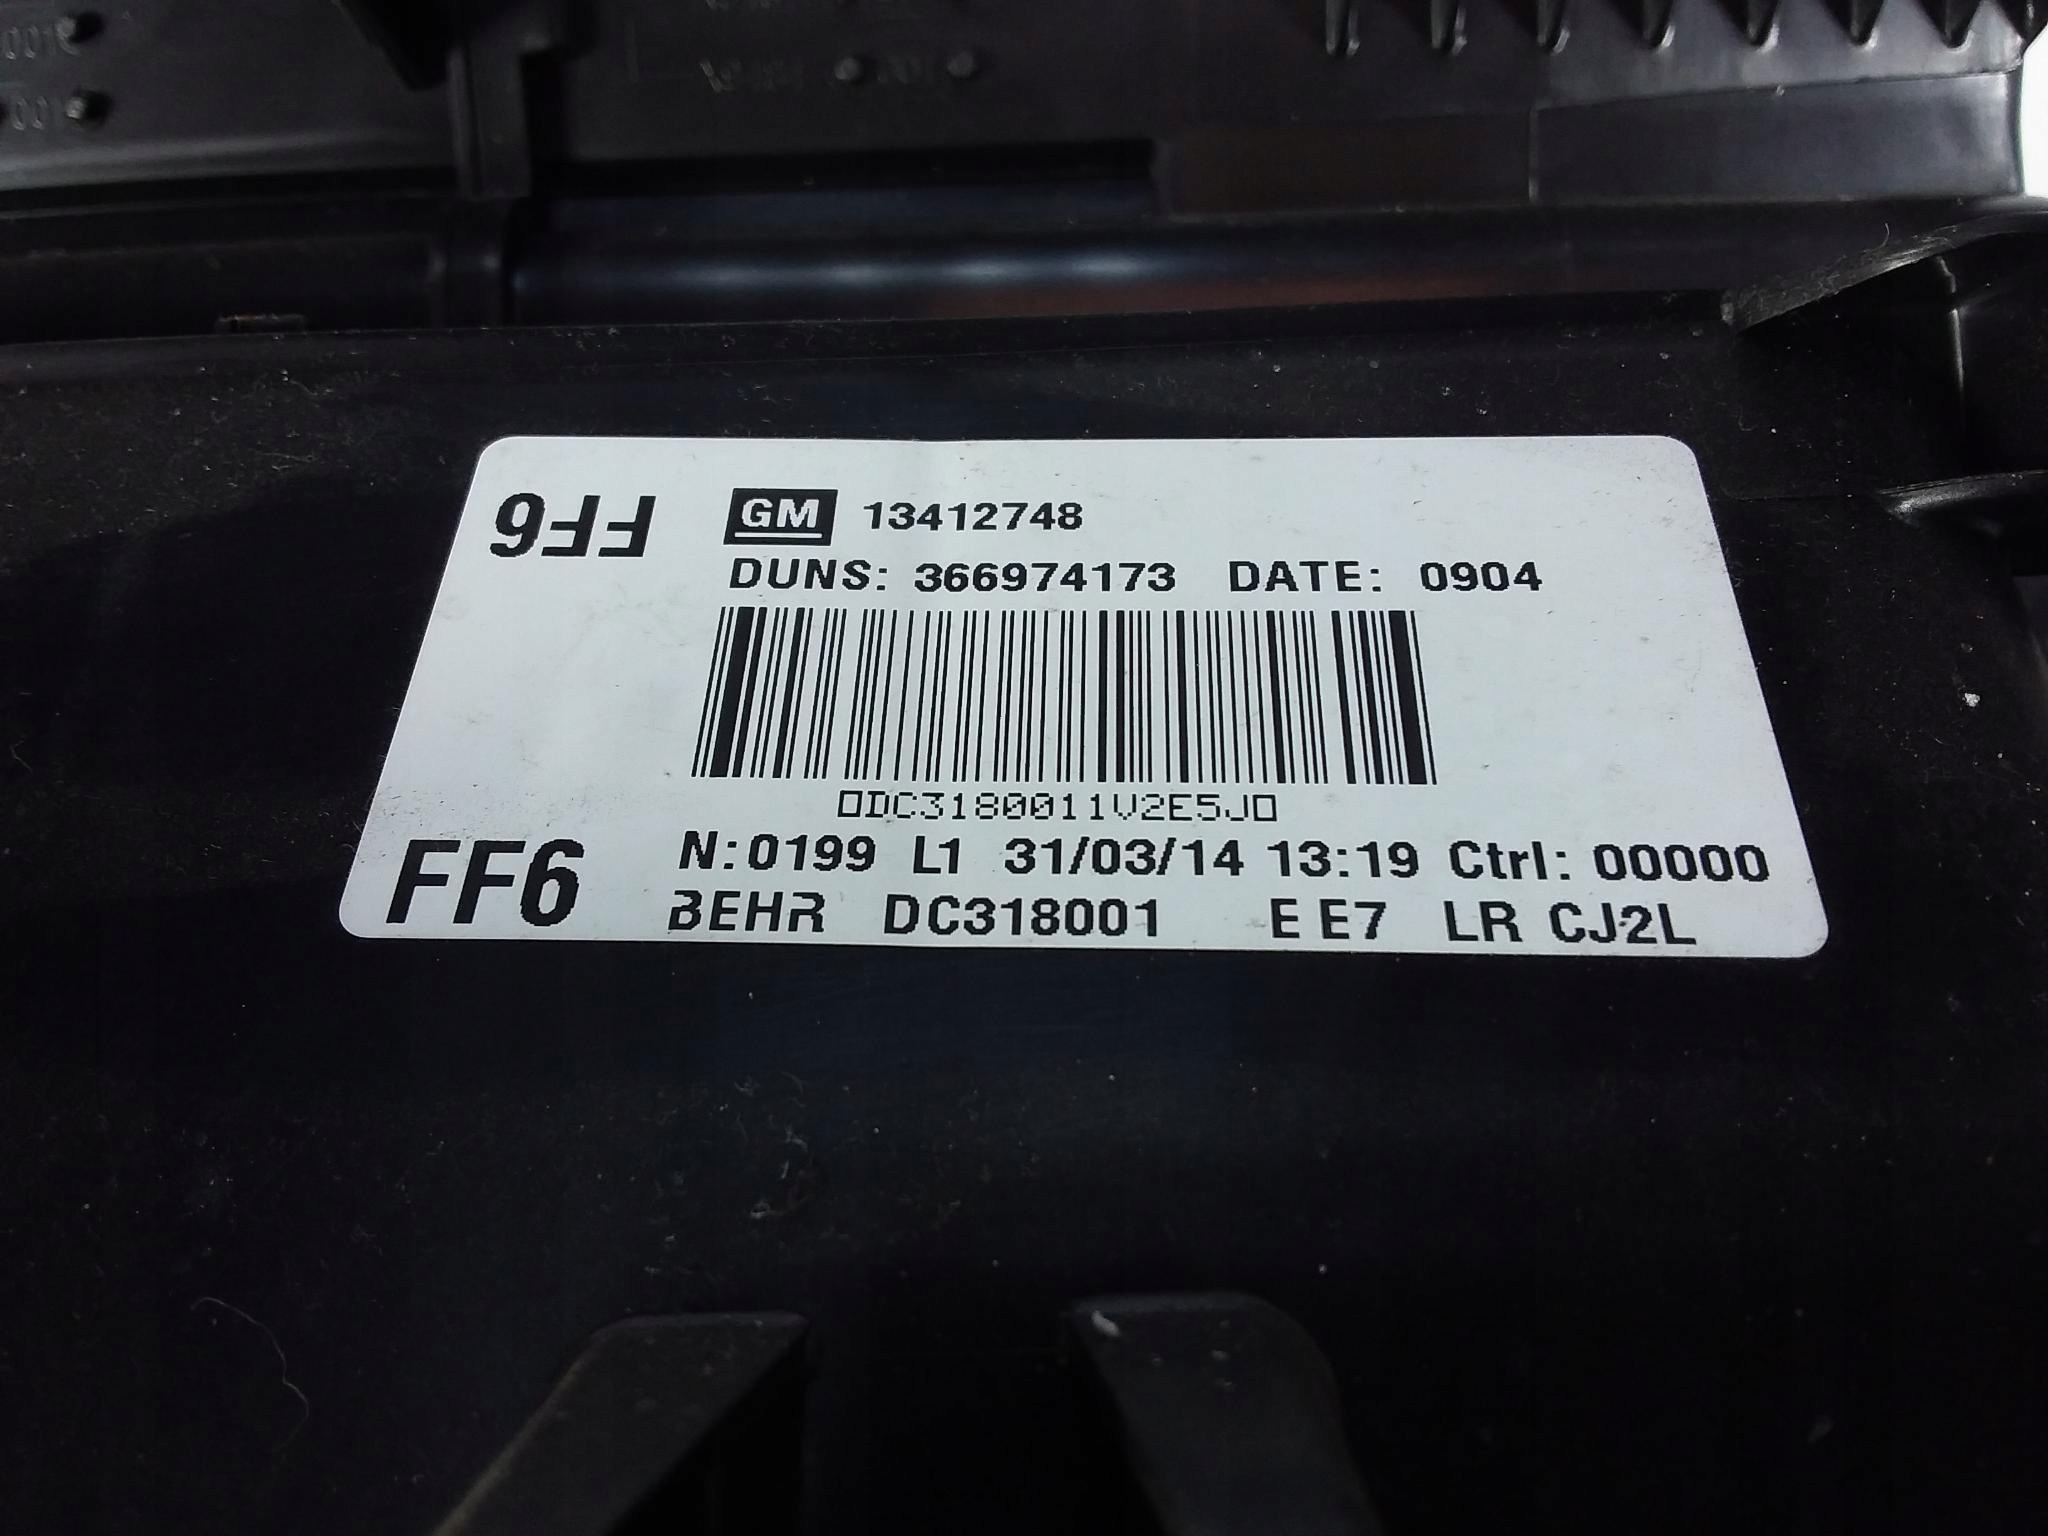 FF6
GM 13412748
DUNS: 366974173 DATE: 0904
DC3180011V2E5J
FF6
N:0199 L1 31/03/14 13:19 Ctrl: 00000
BEHR DC318001 E E7 LR CJ2L